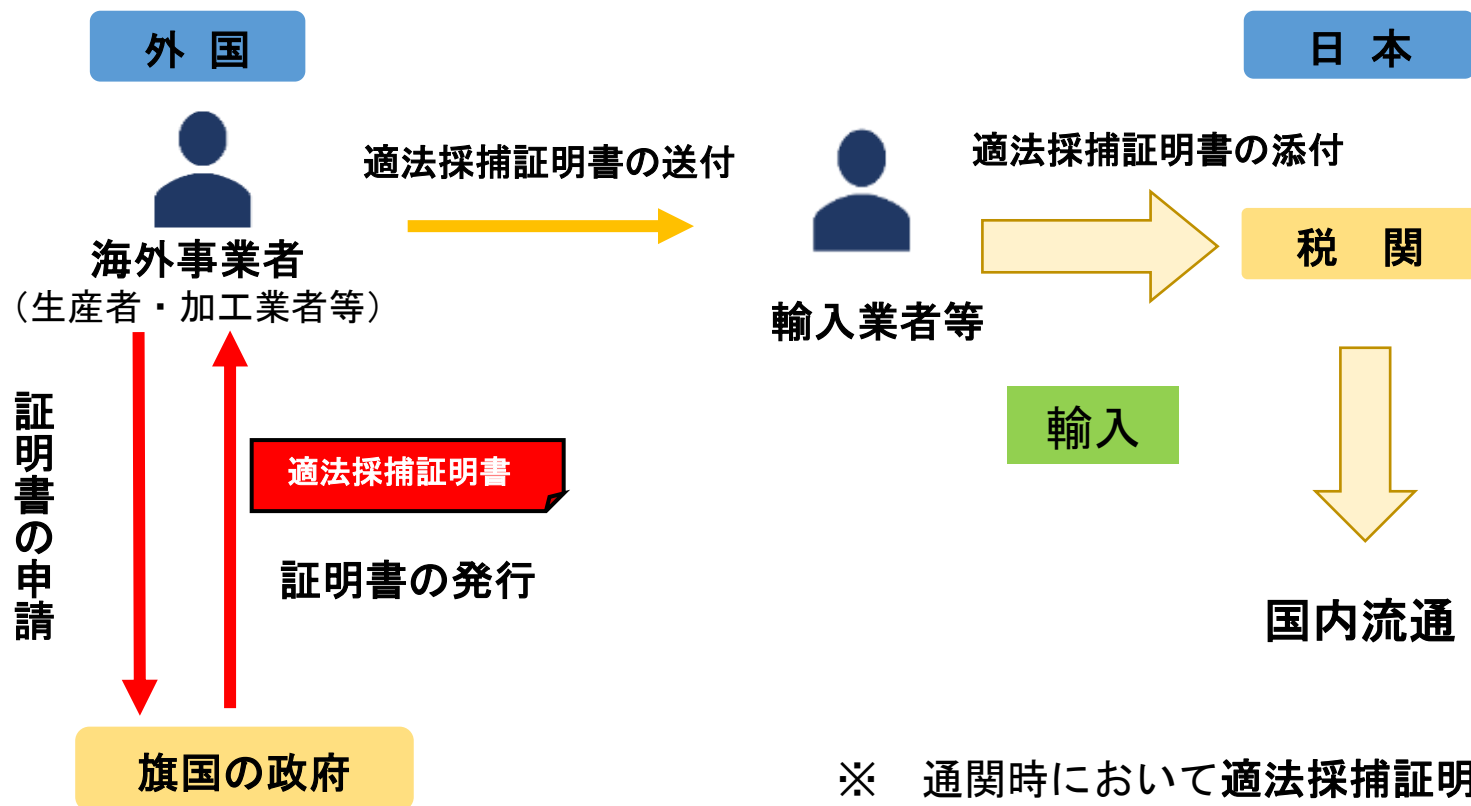 外 国
日 本
適法採捕証明書の送付
適法採捕証明書の添付
海外事業者
（生産者・加工業者等）
輸入業者等
税 関
証明書の申請
適法採捕証明書
証明書の発行
輸入
国内流通
旗国の政府
※ 通関時において適法採捕証明